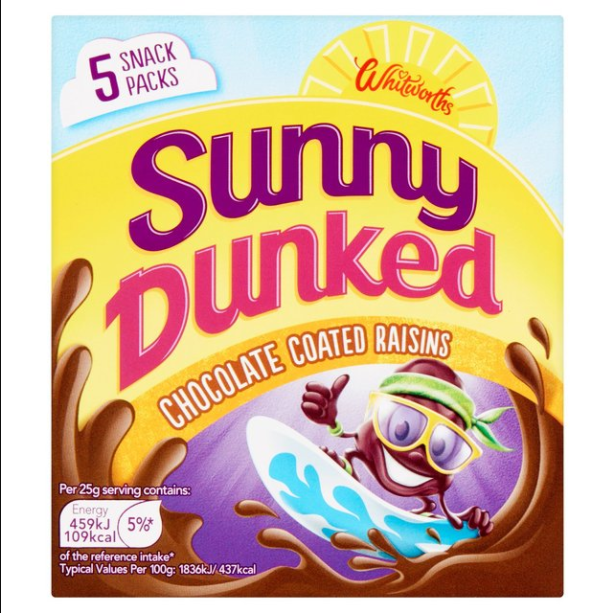 5 SNACK
PACKS
Whitworths
Sunny
Dunked
CHOCOLATE COATED RAISINS
Per 25g serving contains:
Energy
459kJ
109kcal
5%*
of the reference intake*
Typical Values Per 100g: 1836kJ/ 437kcal